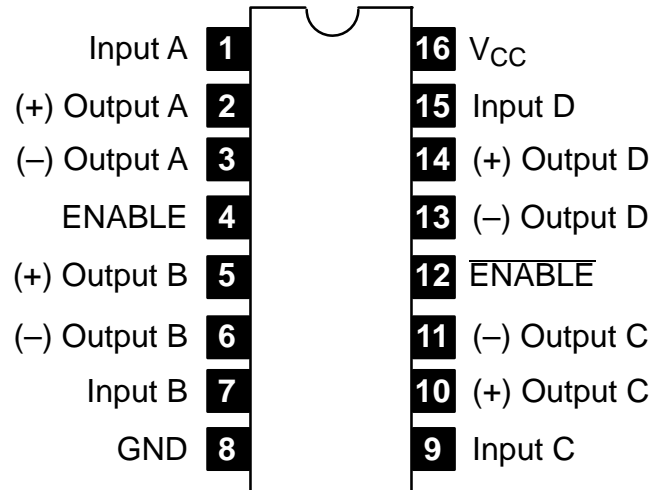 Input A 1
(+) Output A 2
(–) Output A 3
ENABLE 4
(+) Output B 5
(–) Output B 6
Input B 7
GND 8
16 VCC
15 Input D
14 (+) Output D
13 (–) Output D
12 ENABLE
11 (–) Output C
10 (+) Output C
9 Input C